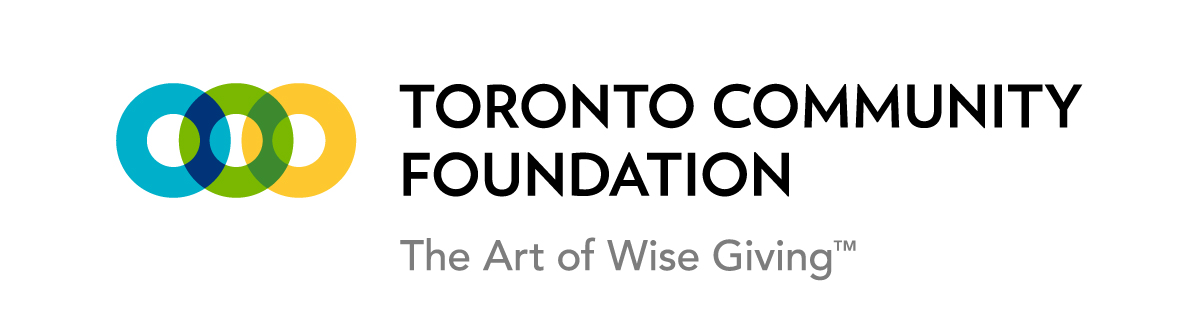 TORONTO COMMUNITY
FOUNDATION
The Art of Wise Giving™